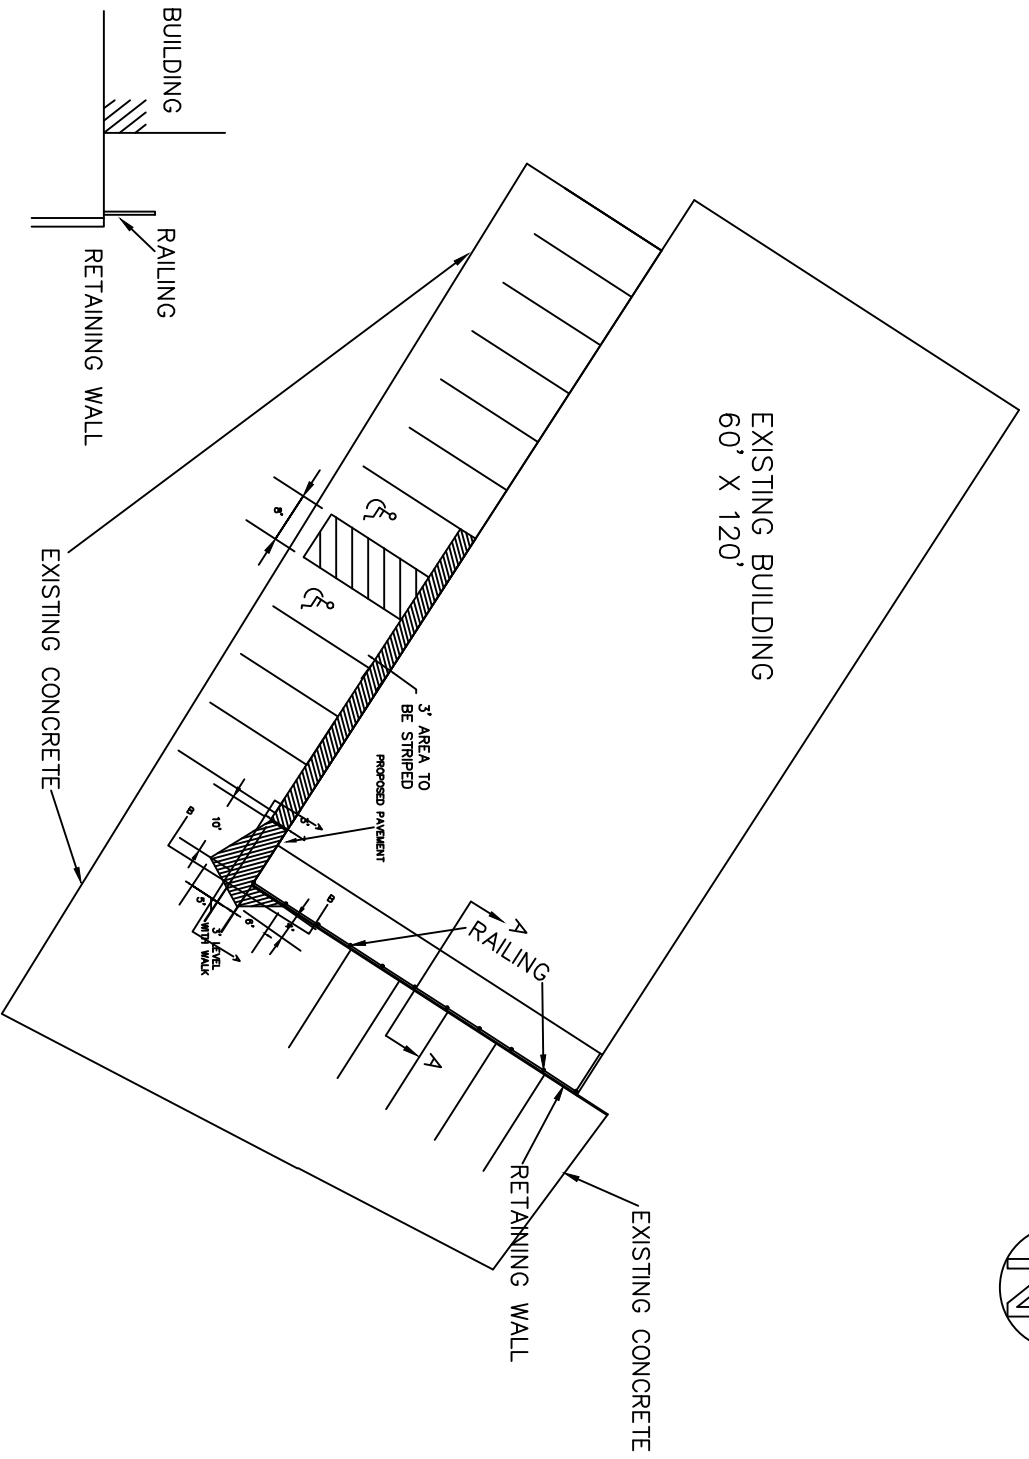 BUILDING
RAILING
RETAINING WALL
EXISTING BUILDING
60' X 120'
8'
EXISTING CONCRETE
3' AREA TO
BE STRIPED
PROPOSED PAVEMENT
B
10'
5'
6'
3' LEVEL
WITH WALK
B
A
RAILING
A
RETAINING WALL
EXISTING CONCRETE
N